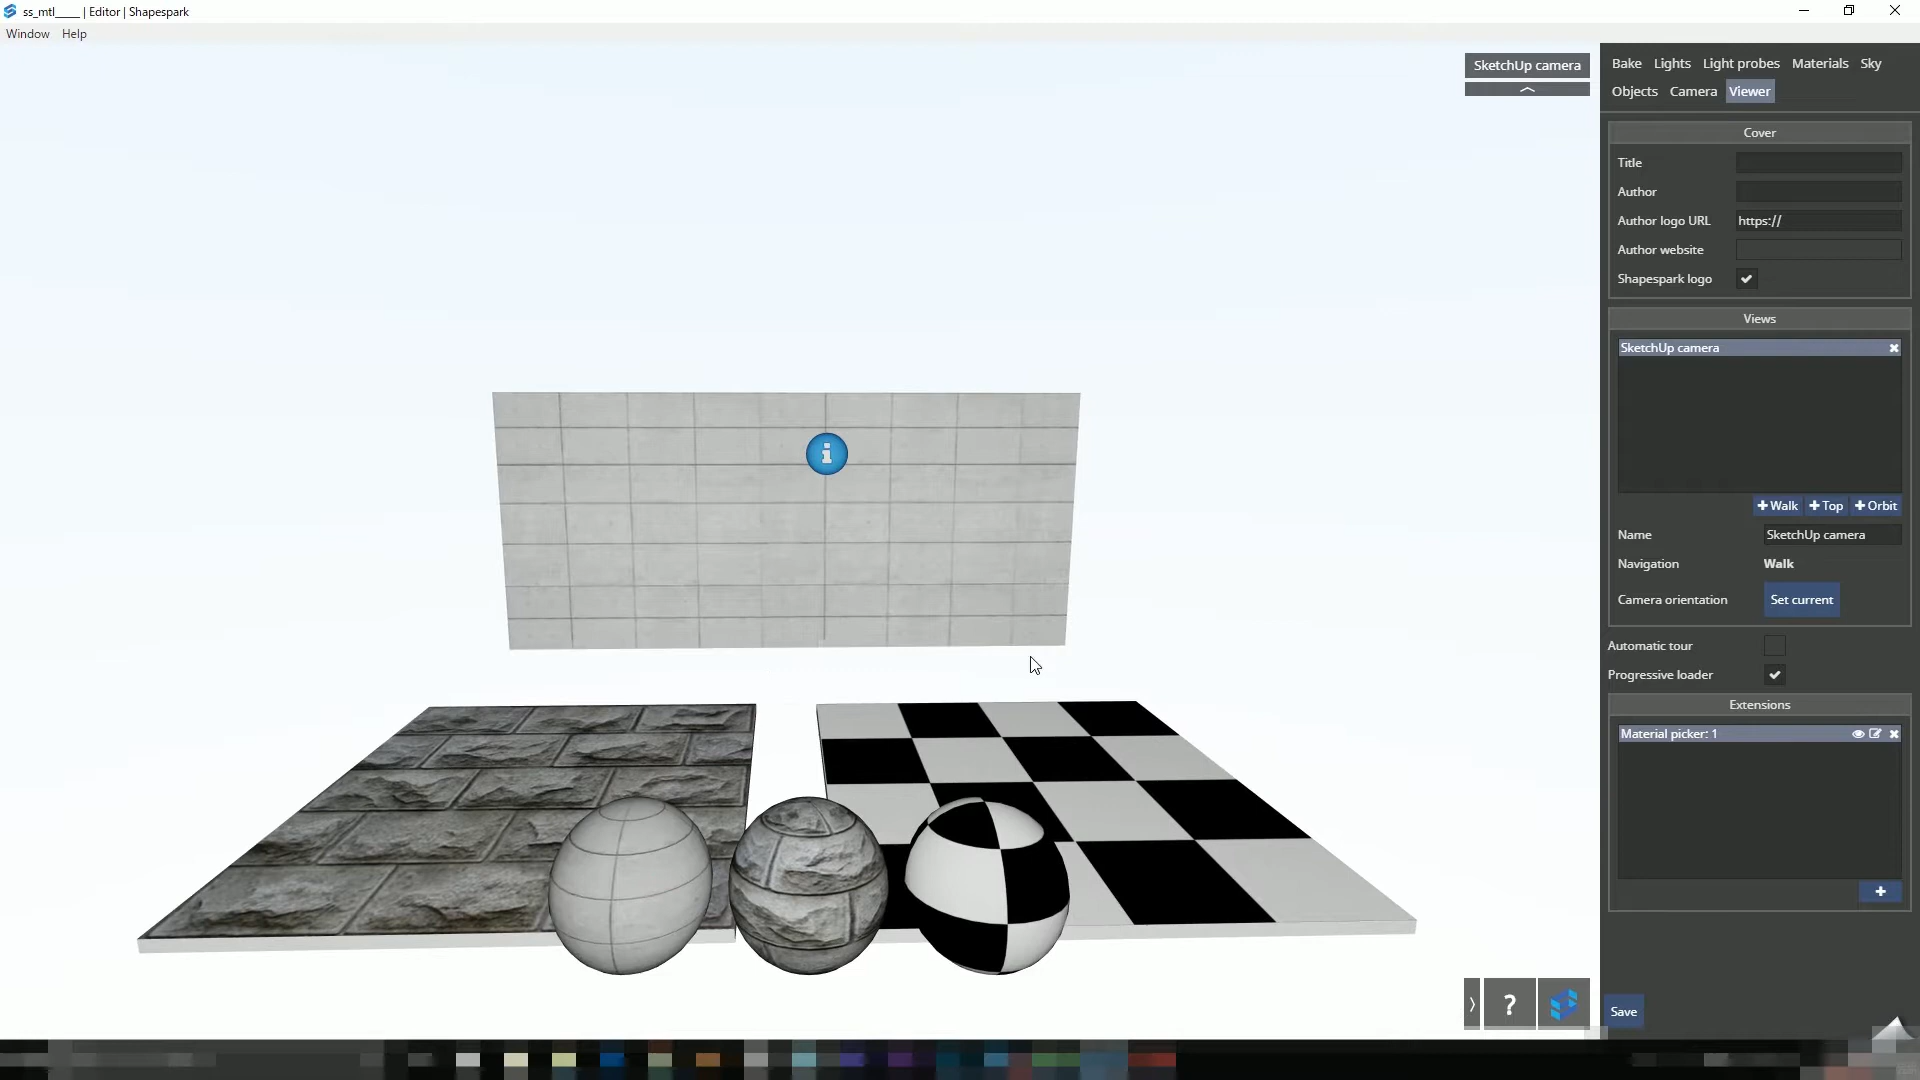 ss_mtl____ | Editor | Shapespark
Window Help
SketchUp camera
Bake Lights Light probes Materials Sky
Objects Camera Viewer
Cover
Title
Author
Author logo URL https://
Author website
Shapespark logo
Views
SketchUp camera
+ Walk + Top + Orbit
Name SketchUp camera
Navigation Walk
Camera orientation Set current
Automatic tour
Progressive loader
Extensions
Material picker: 1
+
i
?
Save